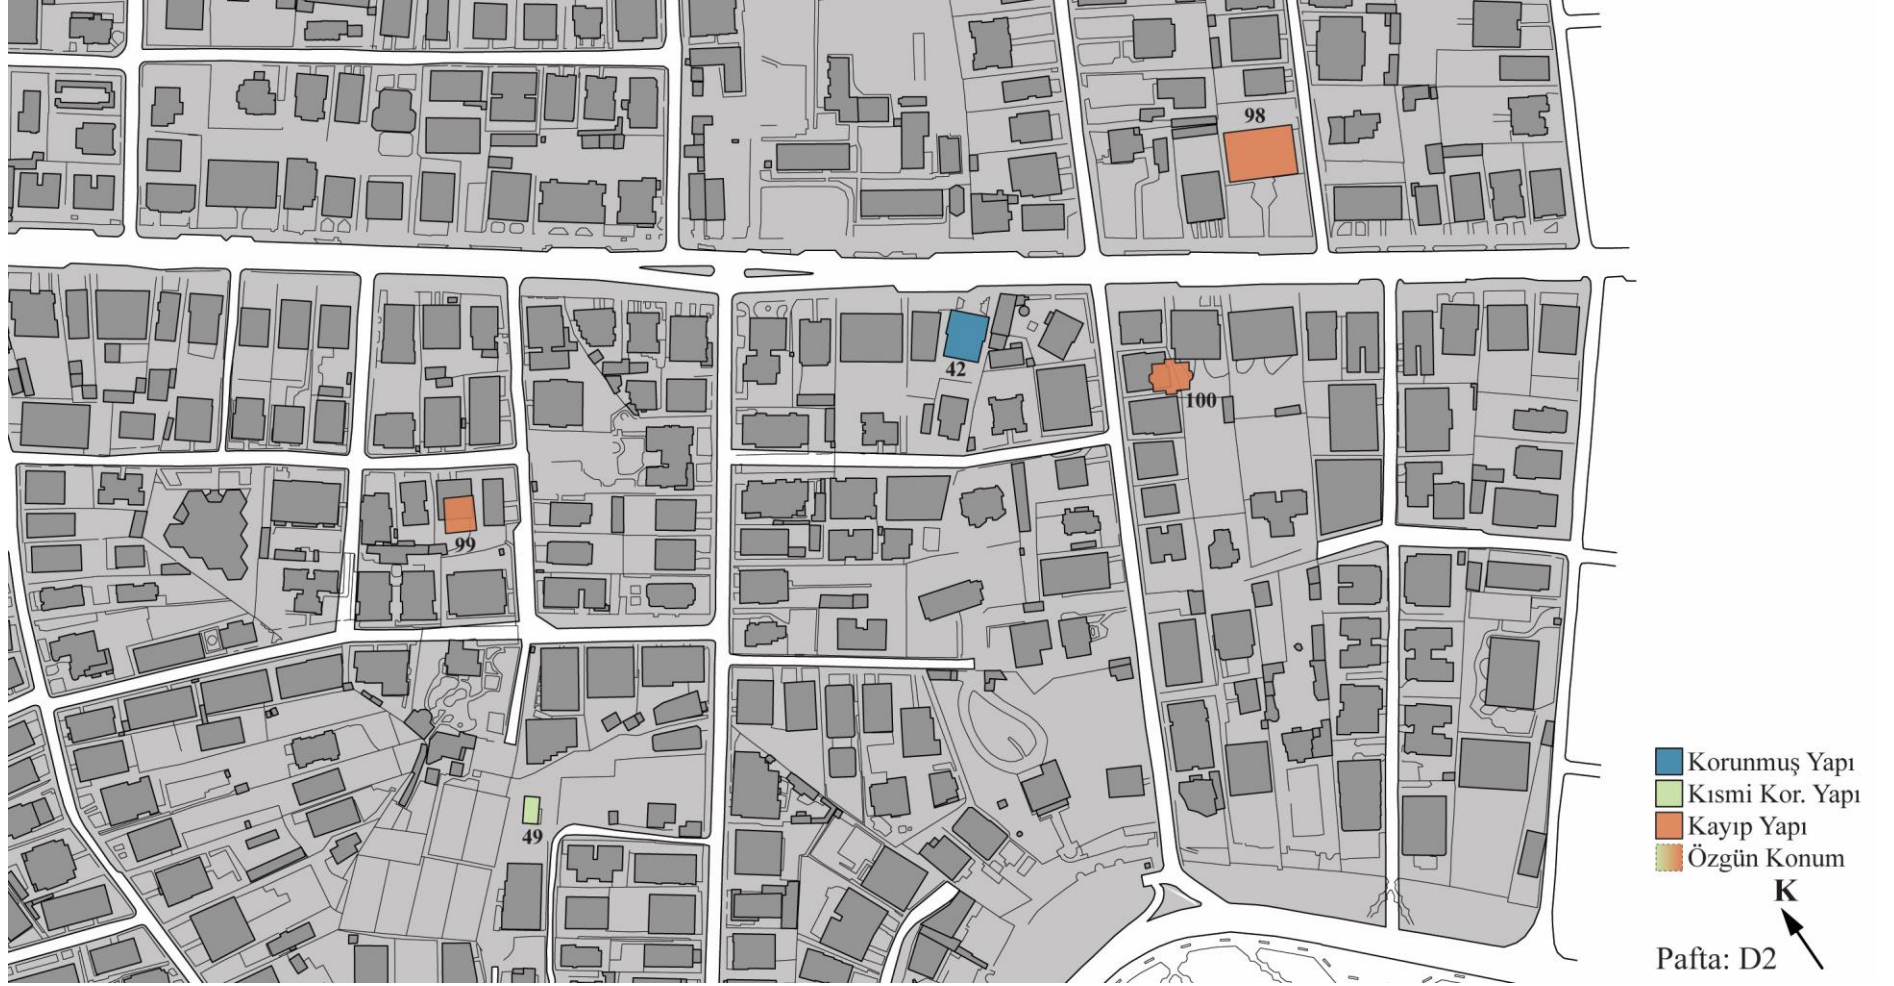 98
42
100
99
49
Korunmuş Yapı
Kısmi Kor. Yapı
Kayıp Yapı
Özgün Konum
K
Pafta: D2